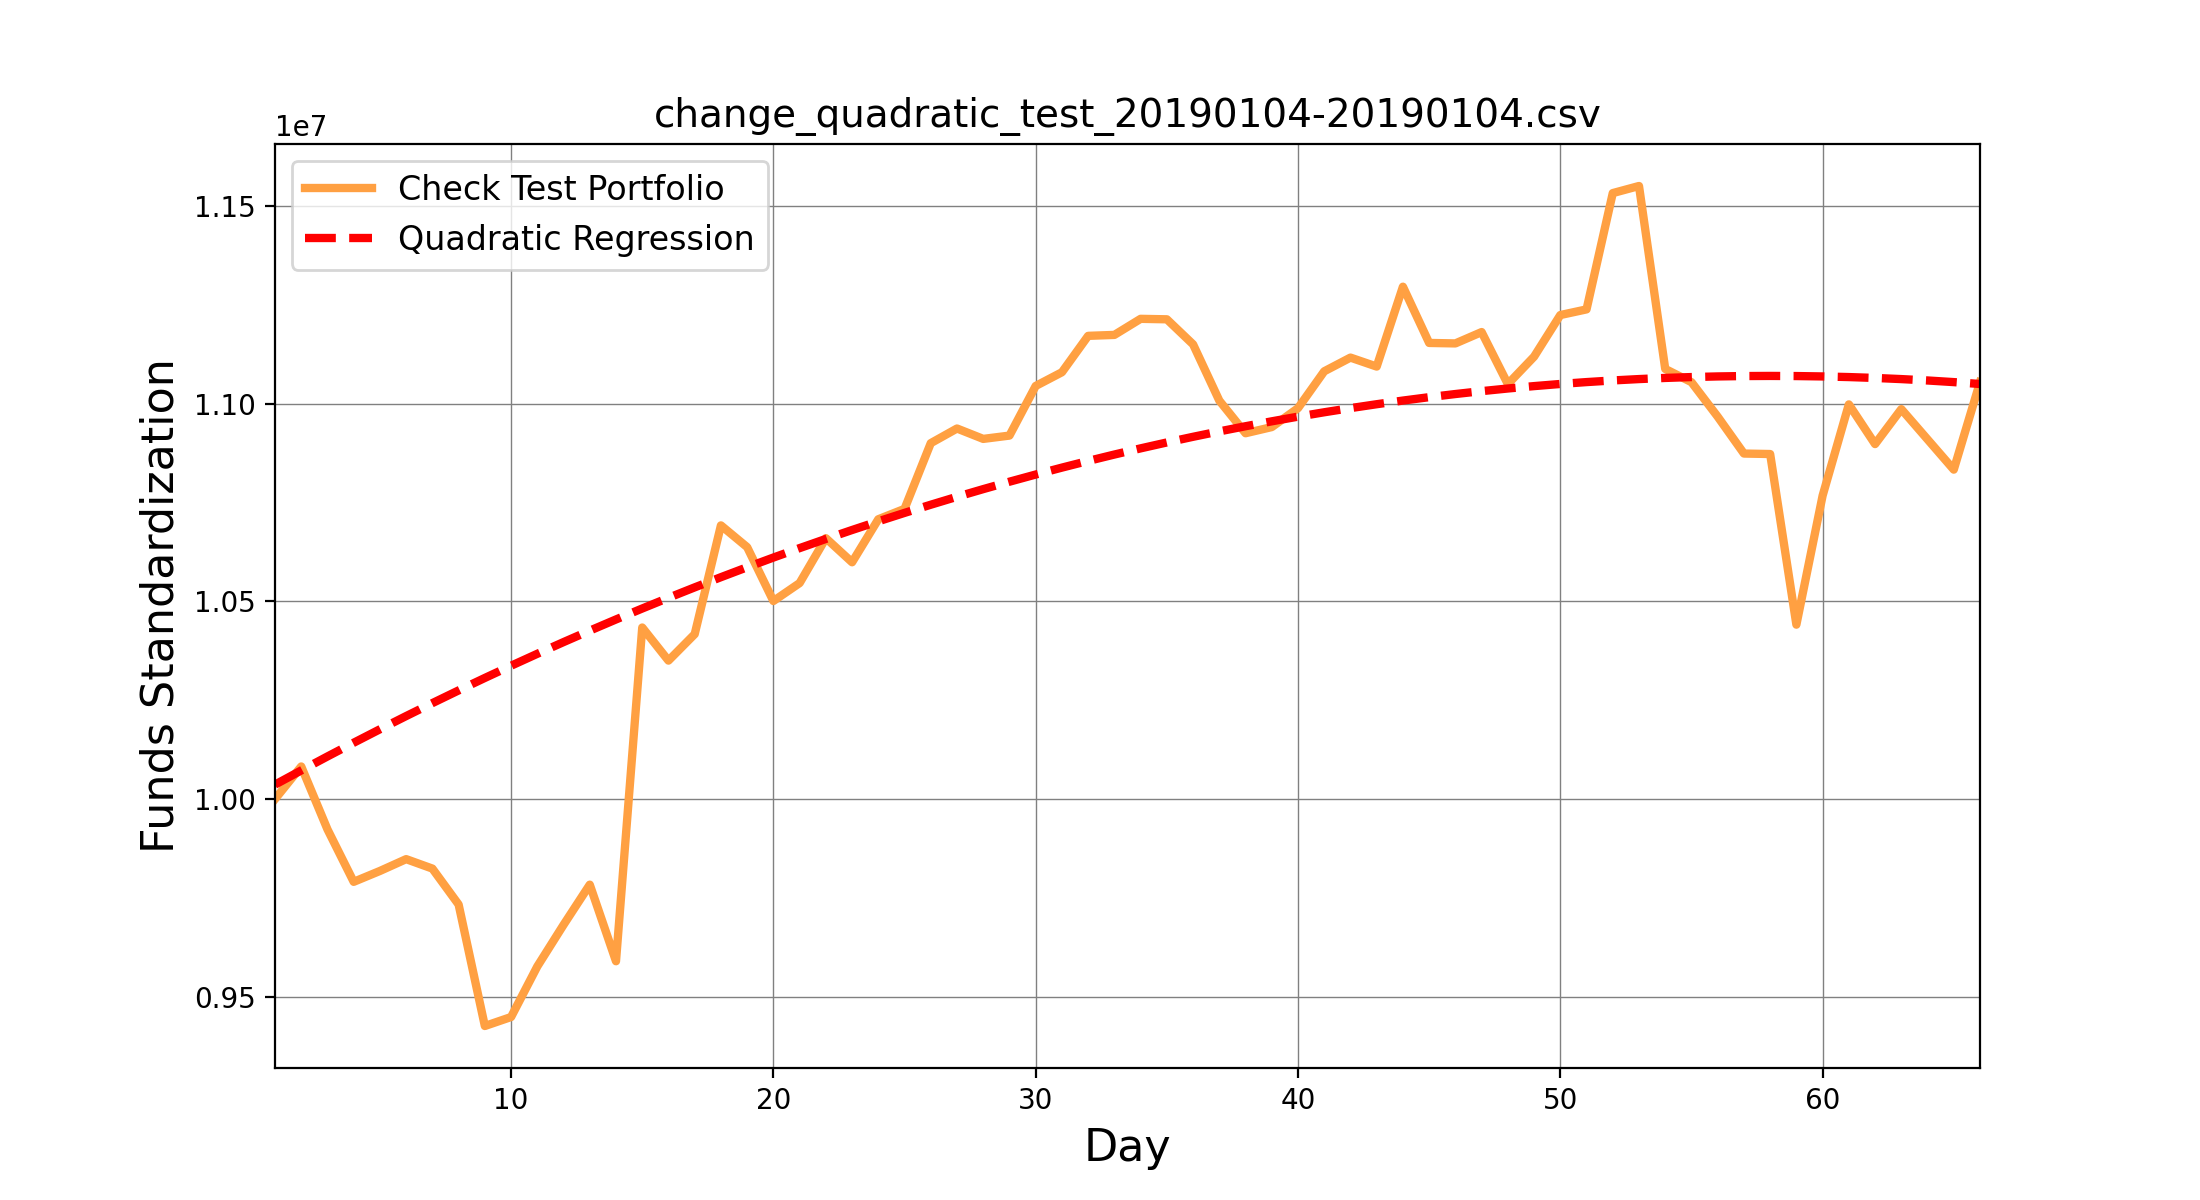 change_quadratic_test_20190104-20190104.csv
1e7
Check Test Portfolio
Quadratic Regression
1.15
1.10
1.05
1.00
0.95
Funds Standardization
10 20 30 40 50 60
Day